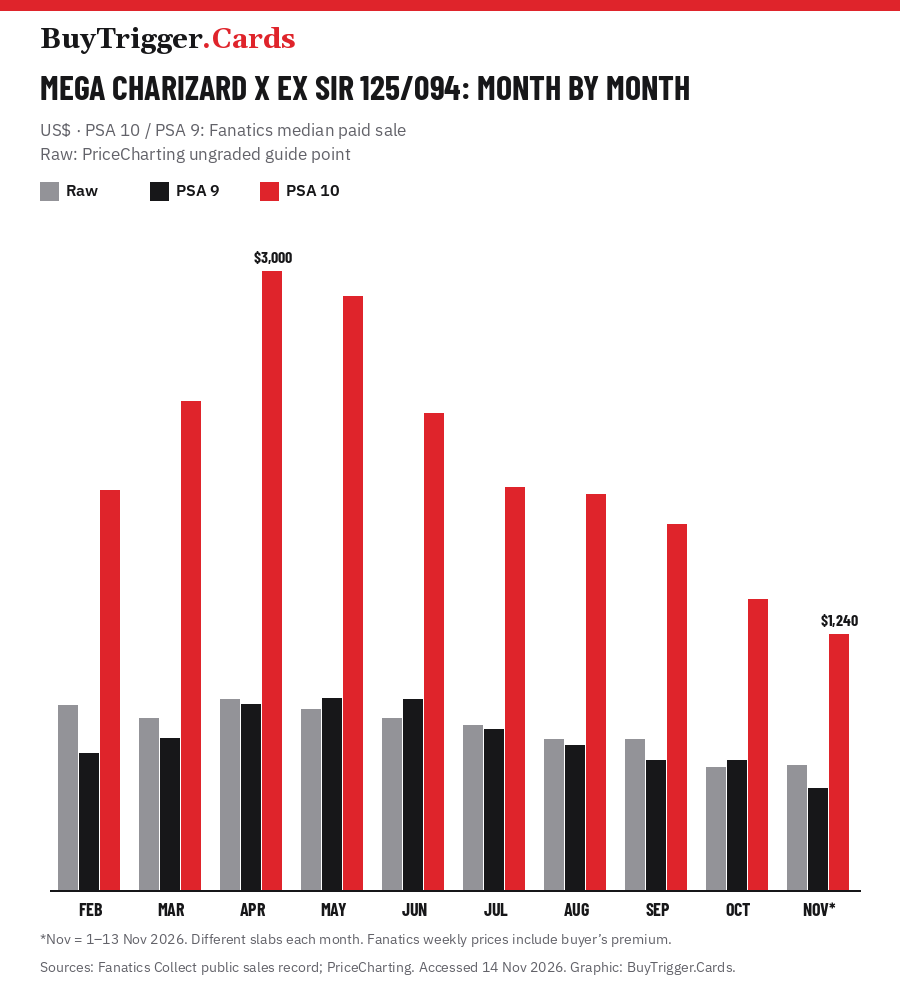 BuyTrigger.Cards
MEGA CHARIZARD X EX SIR 125/094: MONTH BY MONTH
US$ · PSA 10 / PSA 9: Fanatics median paid sale
Raw: PriceCharting ungraded guide point
Raw PSA 9 PSA 10
$3,000
$1,240
FEB MAR APR MAY JUN JUL AUG SEP OCT NOV*
*Nov = 1–13 Nov 2026. Different slabs each month. Fanatics weekly prices include buyer’s premium.
Sources: Fanatics Collect public sales record; PriceCharting. Accessed 14 Nov 2026. Graphic: BuyTrigger.Cards.